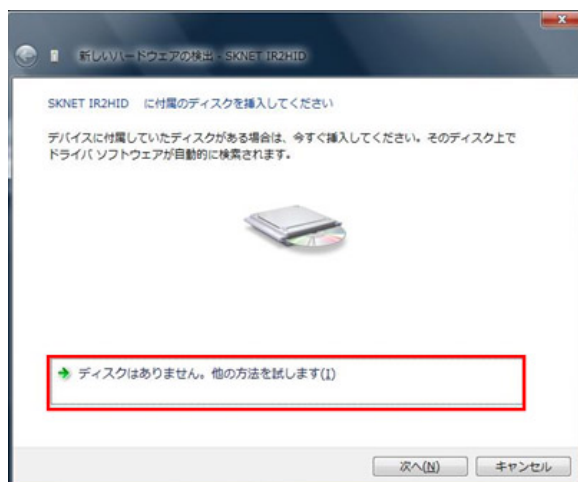 新しいハードウェアの検出 - SKNET IR2HID
SKNET IR2HID に付属のディスクを挿入してください
デバイスに付属していたディスクがある場合は、今すぐ挿入してください。そのディスク上で
ドライバ ソフトウェアが自動的に検索されます。
ディスクはありません。他の方法を試します(I)
次へ(N) キャンセル